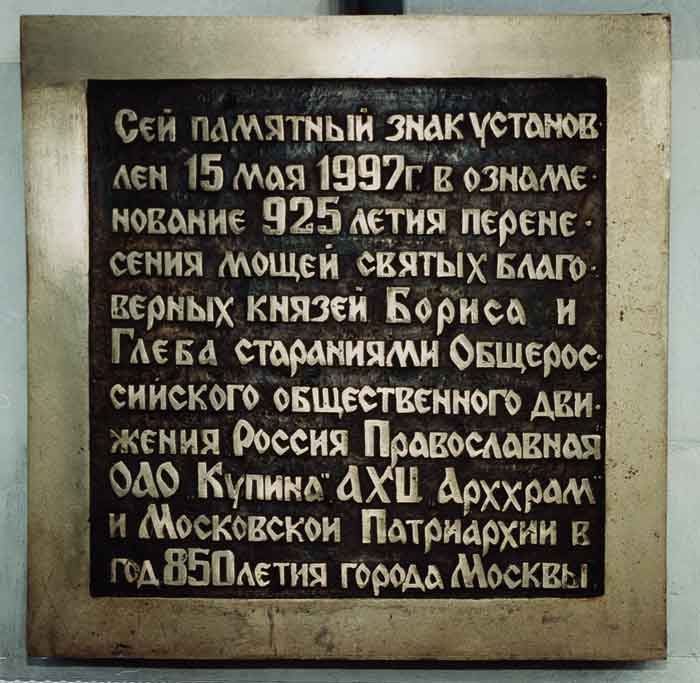 Сей памятный знак установ
лен 15 мая 1997г. в ознаме-
нование 925 летия перене-
сения мощей святых благо-
верных князей Бориса и
Глеба стараниями Общерос-
сийского общественного дви-
жения Россия Православная
ОАО „Купина" АХЦ „Арххрам"
и Московской Патриархии в
год 850летия города Москвы